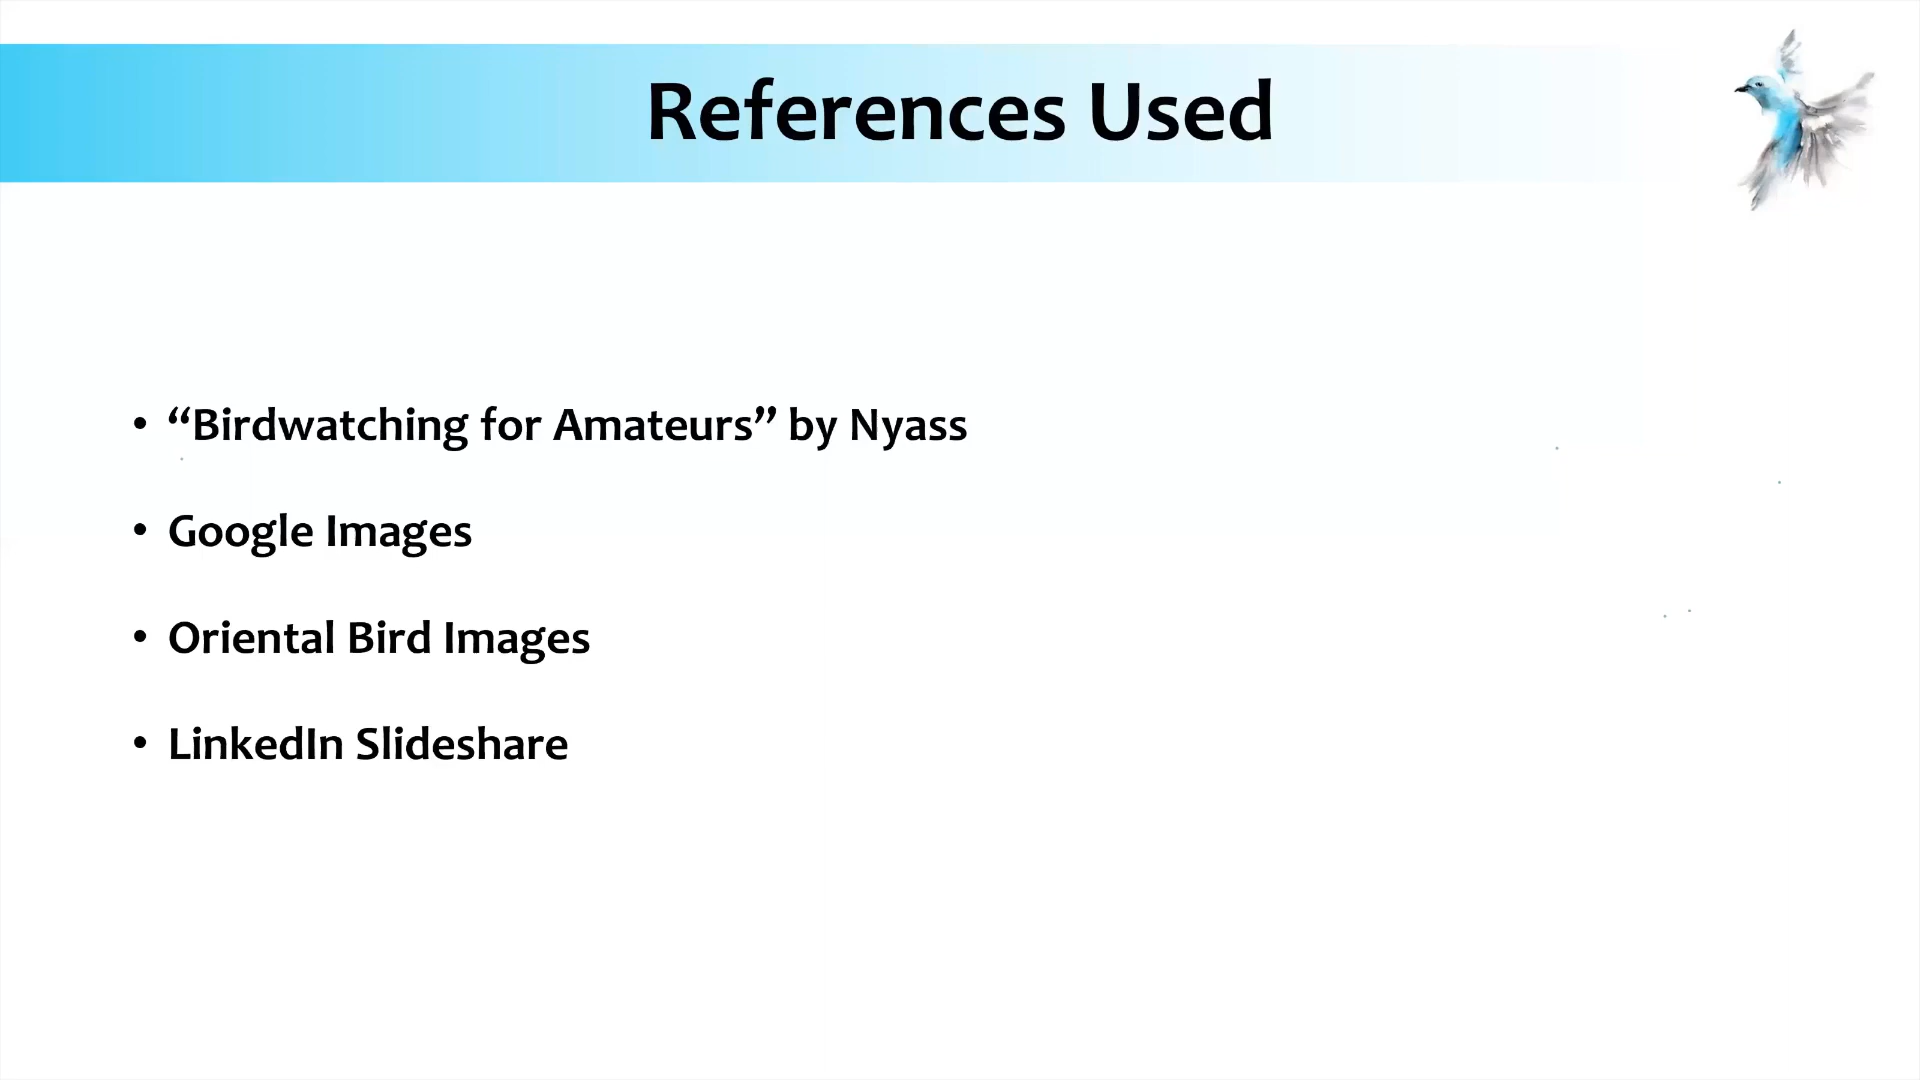 References Used
• “Birdwatching for Amateurs” by Nyass
• Google Images
• Oriental Bird Images
• LinkedIn Slideshare